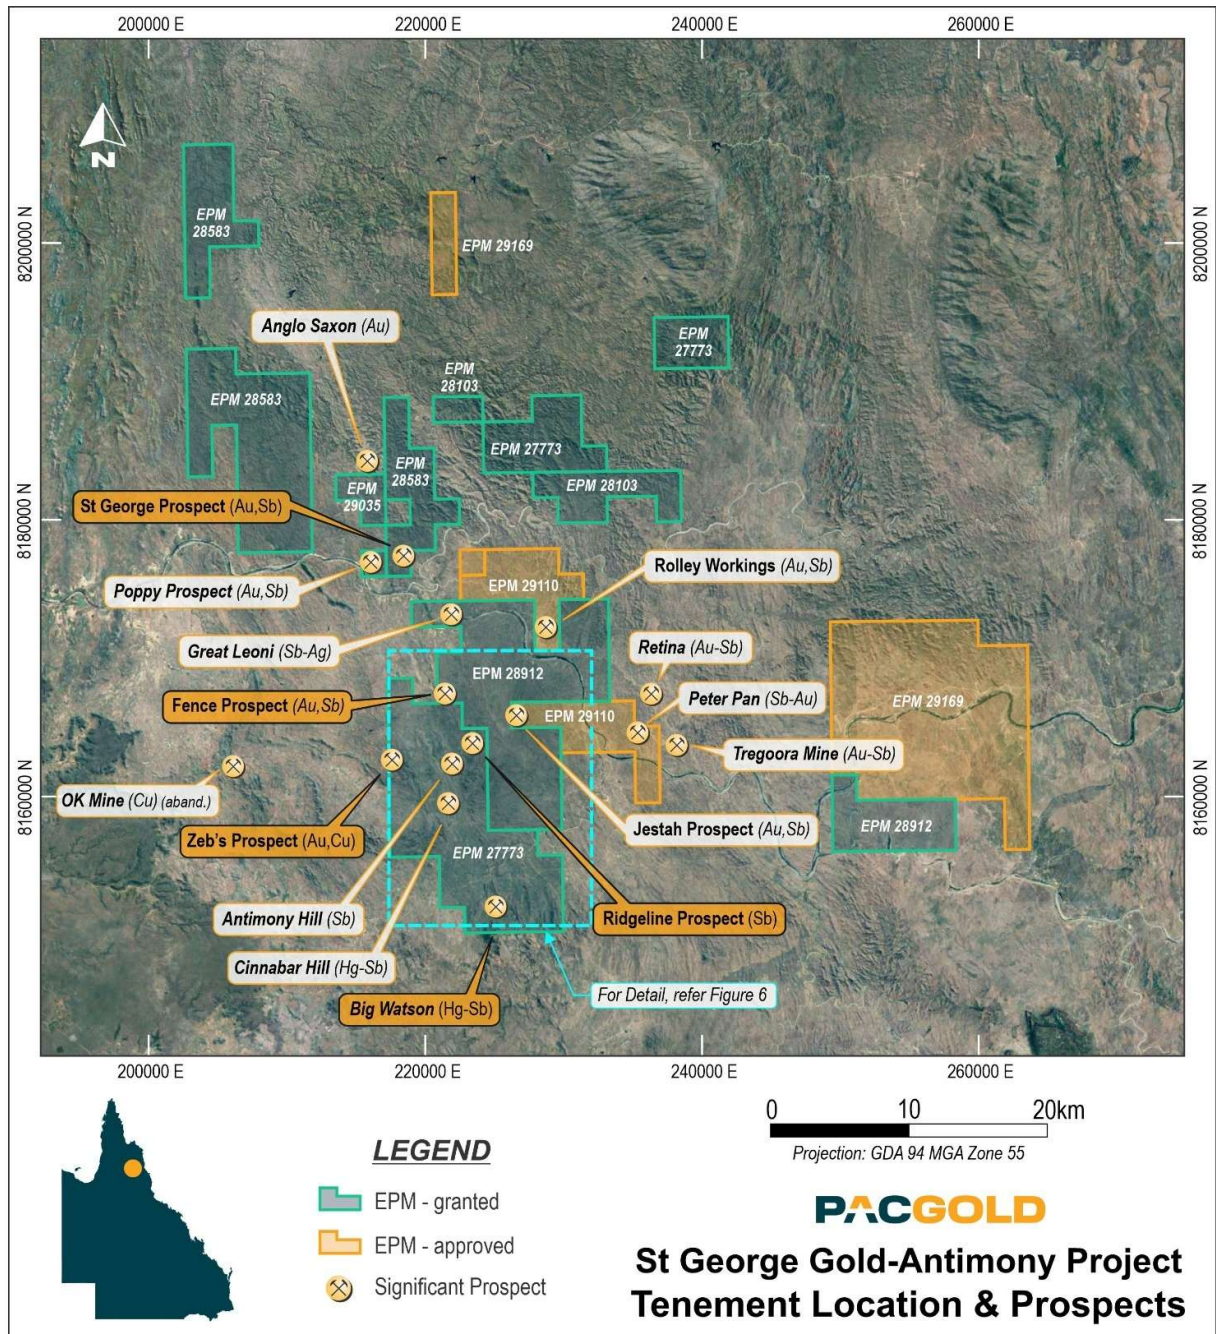 200000 E
220000 E
240000 E
260000 E
8200000 N
8180000 N
8160000 N
8200000 N
8180000 N
8160000 N
N
EPM
28583
EPM 29169
Anglo Saxon (Au)
EPM
27773
EPM 28583
EPM
28103
EPM 27773
EPM
28583
EPM 28103
EPM
29035
St George Prospect (Au,Sb)
Poppy Prospect (Au,Sb)
EPM 29110
Rolley Workings (Au,Sb)
Great Leoni (Sb-Ag)
Retina (Au-Sb)
EPM 28912
Fence Prospect (Au,Sb)
Peter Pan (Sb-Au)
EPM 29110
EPM 29169
Tregoora Mine (Au-Sb)
OK Mine (Cu) (aband.)
Zeb's Prospect (Au,Cu)
Jestah Prospect (Au,Sb)
EPM 28912
EPM 27773
Antimony Hill (Sb)
Ridgeline Prospect (Sb)
Cinnabar Hill (Hg-Sb)
Big Watson (Hg-Sb)
For Detail, refer Figure 6
200000 E
220000 E
240000 E
260000 E
0 10 20km
Projection: GDA 94 MGA Zone 55
LEGEND
EPM - granted
EPM - approved
Significant Prospect
PACGOLD
St George Gold-Antimony Project
Tenement Location & Prospects